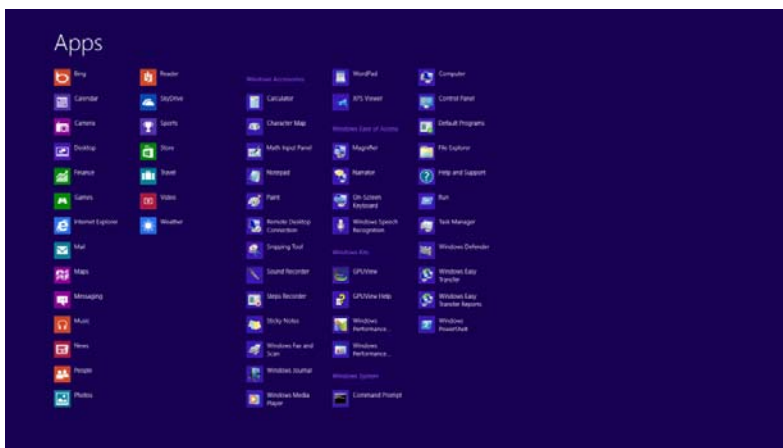 Apps
Bing
Calendar
Camera
Desktop
Finance
Games
Internet Explorer
Mail
Maps
Messaging
Music
News
People
Photos
Reader
SkyDrive
Sports
Store
Travel
Video
Weather
Windows Accessories
Calculator
Character Map
Math Input Panel
Notepad
Paint
Remote Desktop
Connection
Snipping Tool
Sound Recorder
Steps Recorder
Sticky Notes
Windows Fax and
Scan
Windows Journal
Windows Media
Player
WordPad
XPS Viewer
Windows Ease of Access
Magnifier
Narrator
On-Screen
Keyboard
Windows Speech
Recognition
Windows Kits
GPUView
GPUView Help
Windows
Performance...
Windows
Performance...
Windows System
Command Prompt
Computer
Control Panel
Default Programs
File Explorer
Help and Support
Run
Task Manager
Windows Defender
Windows Easy
Transfer
Windows Easy
Transfer Reports
Windows
PowerShell